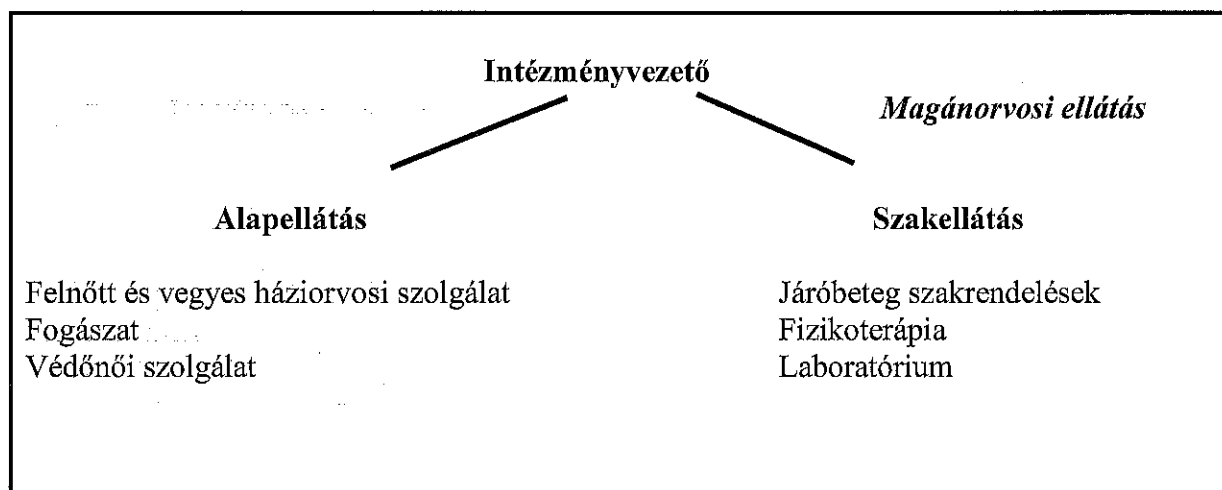 Intézményvezető
Magánorvosi ellátás
Alapellátás
Szakellátás
Felnőtt és vegyes háziorvosi szolgálat
Fogászat
Védőnői szolgálat
Járóbeteg szakrendelések
Fizikoterápia
Laboratórium